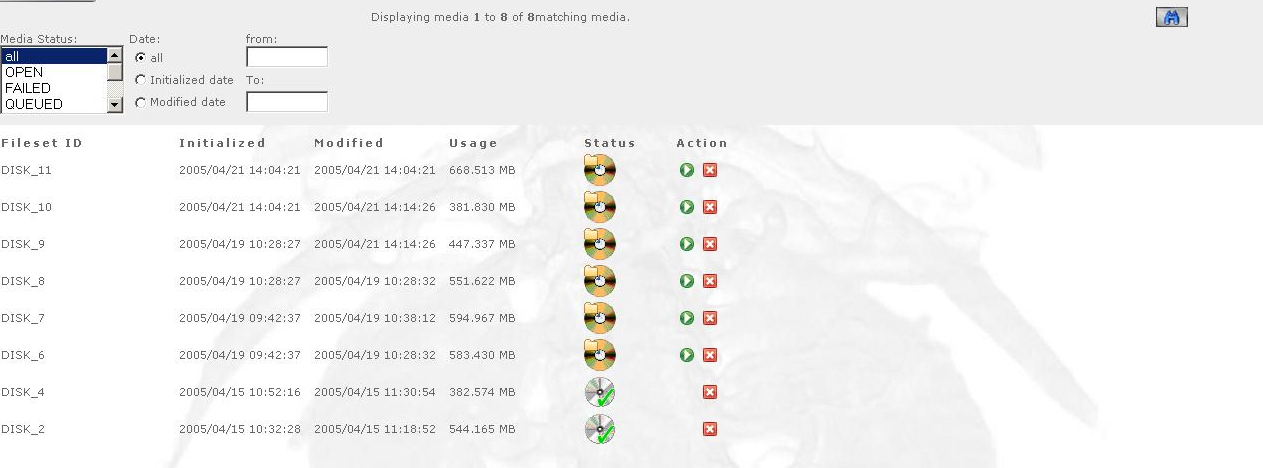 Displaying media 1 to 8 of 8matching media.
Media Status: Date: from:
all
OPEN
FAILED
QUEUED
all
Initialized date To:
Modified date
Fileset ID Initialized Modified Usage Status Action
DISK_11 2005/04/21 14:04:21 2005/04/21 14:04:21 668.513 MB
DISK_10 2005/04/21 14:04:21 2005/04/21 14:14:26 381.830 MB
DISK_9 2005/04/19 10:28:27 2005/04/21 14:14:26 447.337 MB
DISK_8 2005/04/19 10:28:27 2005/04/19 10:28:32 551.622 MB
DISK_7 2005/04/19 09:42:37 2005/04/19 10:38:12 594.967 MB
DISK_6 2005/04/19 09:42:37 2005/04/19 10:28:32 583.430 MB
DISK_4 2005/04/15 10:52:16 2005/04/15 11:30:54 382.574 MB
DISK_2 2005/04/15 10:32:28 2005/04/15 11:18:52 544.165 MB